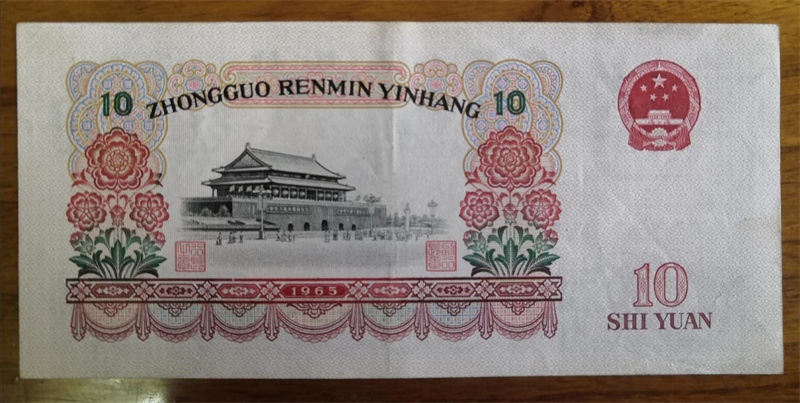 10 ZHONGGUO RENMIN YINHANG 10
1965
10
SHI YUAN